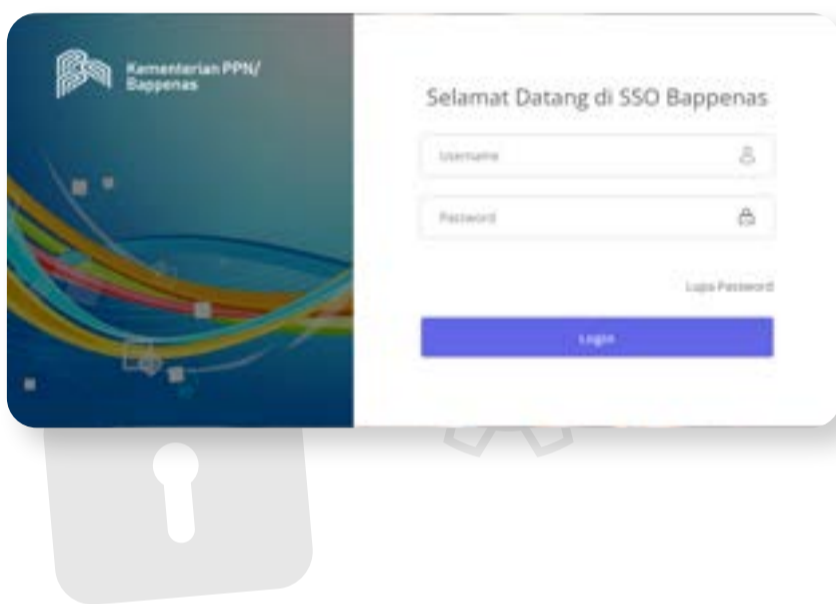 Kementerian PPN/
Bappenas
Selamat Datang di SSO Bappenas
Username
Password
Lupa Password
Login